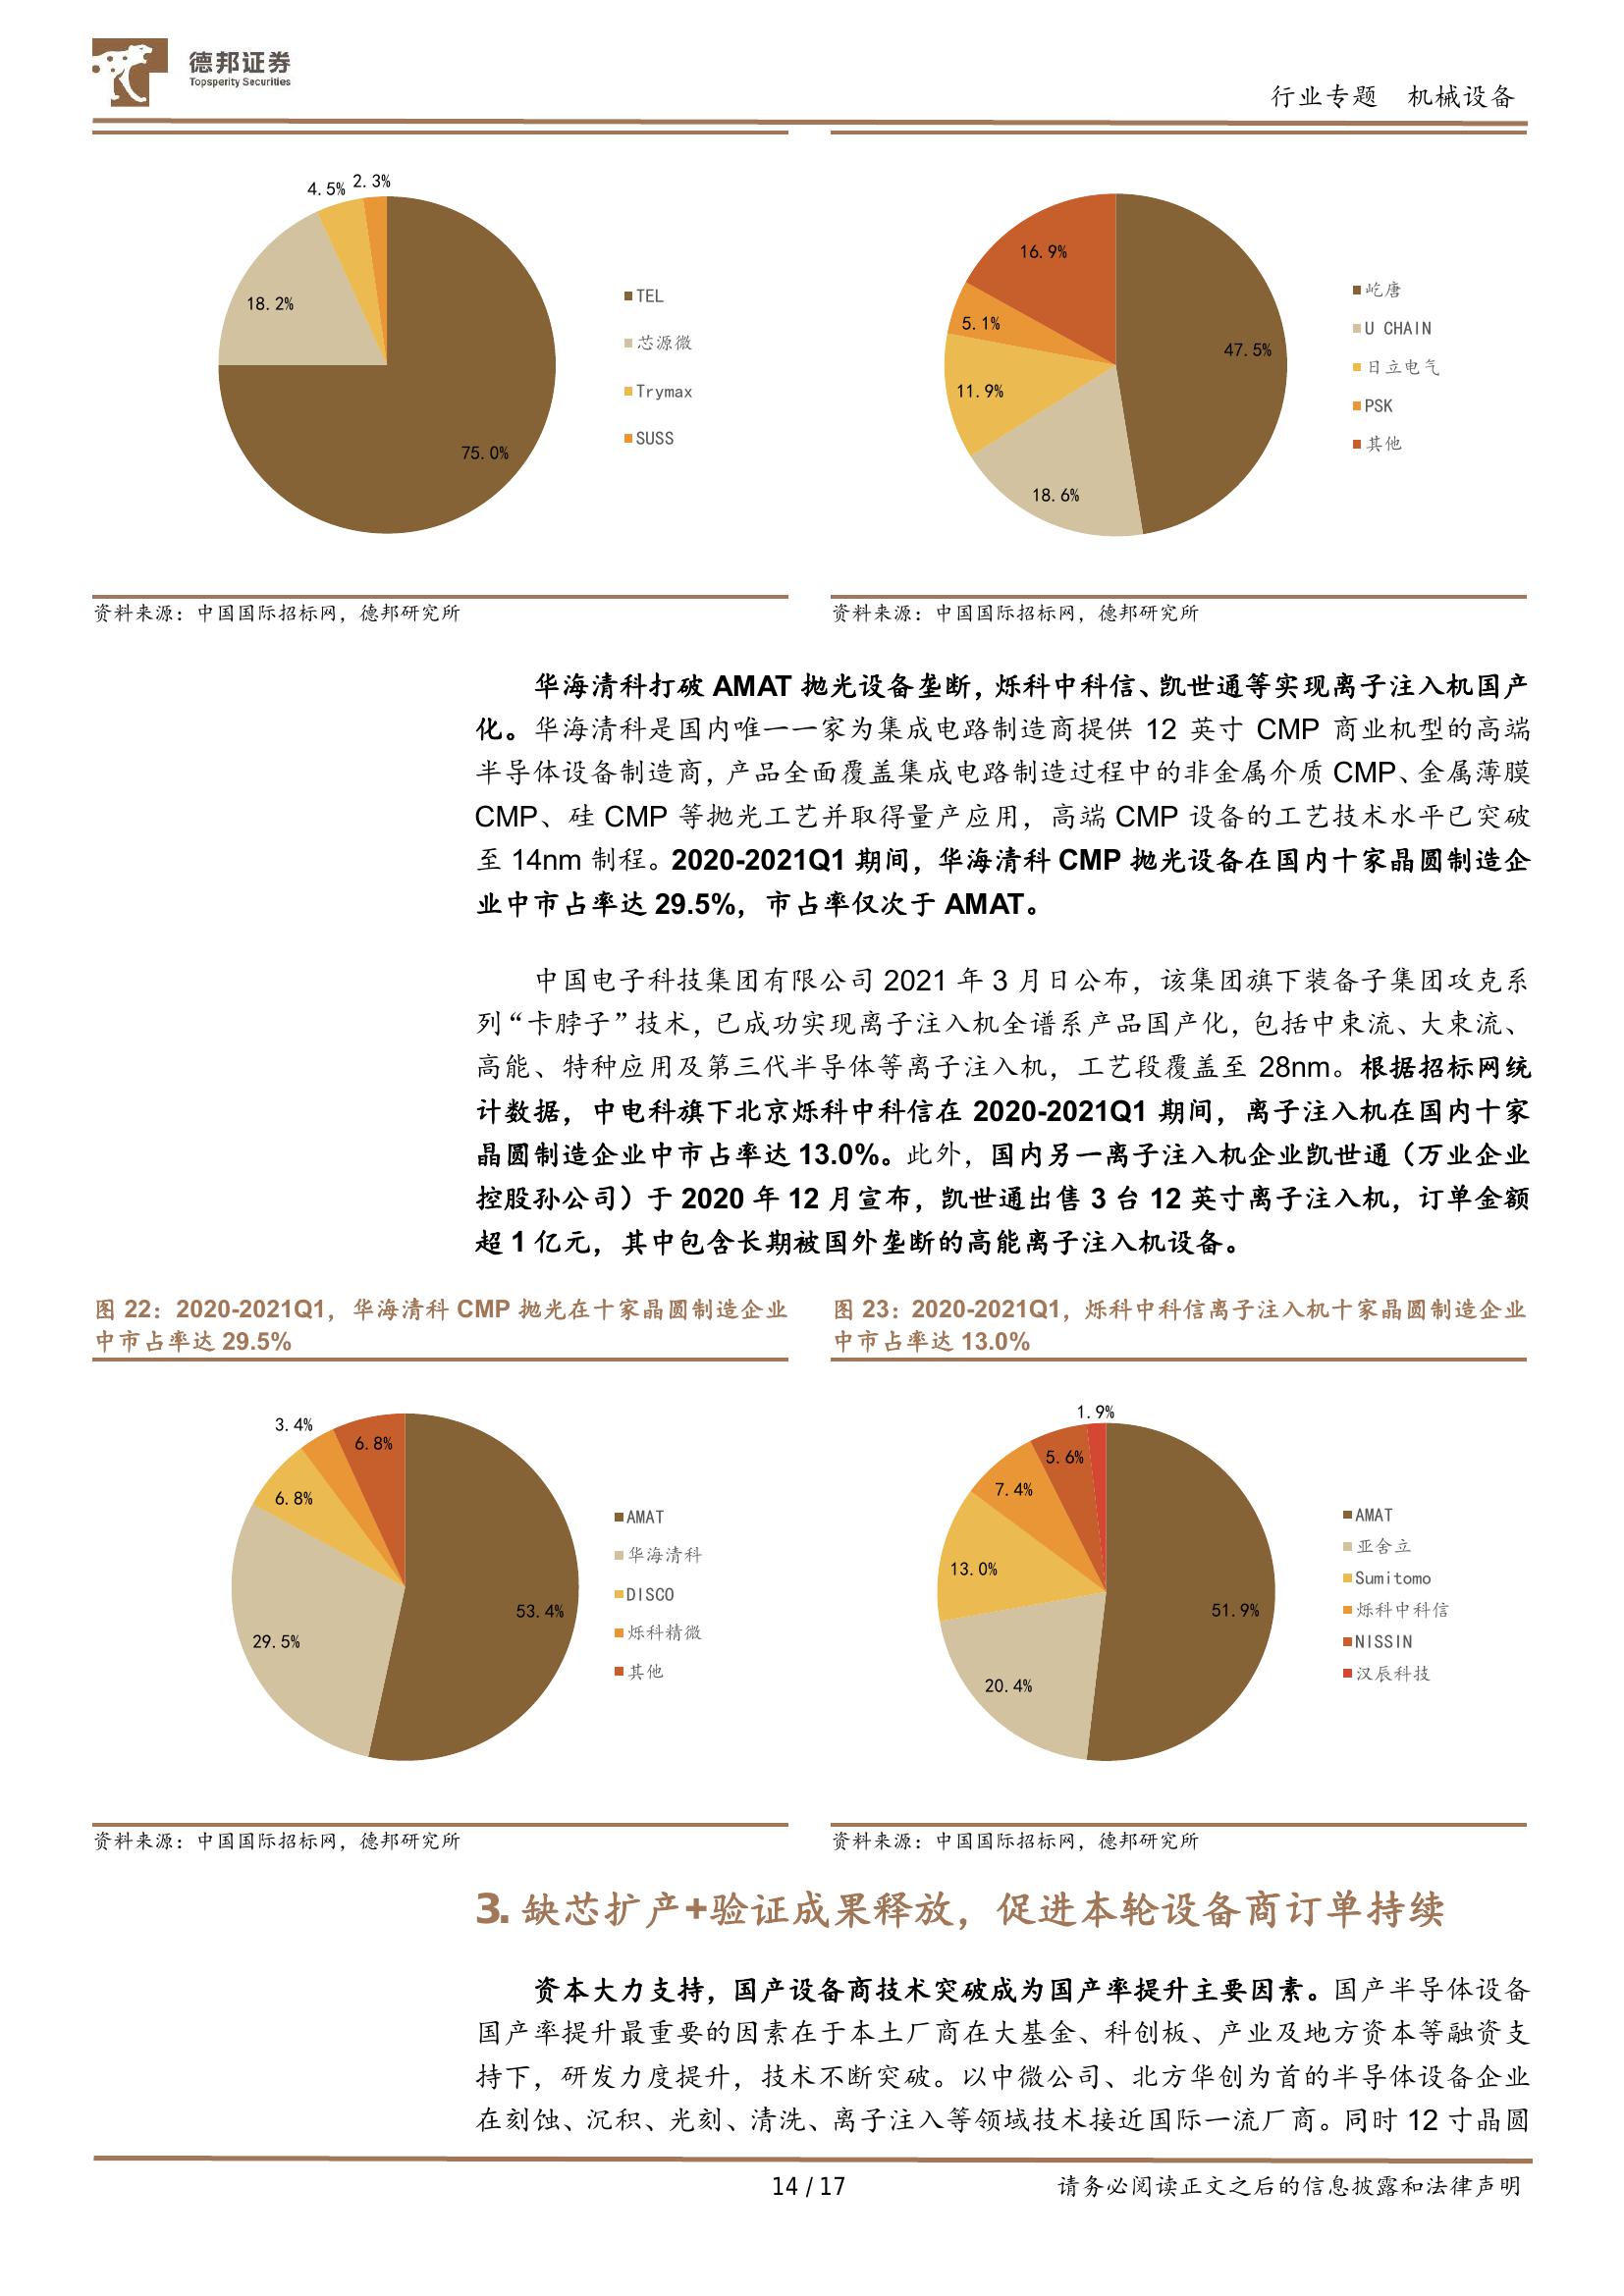 德邦证券
Topsperity Securities
行业专题 机械设备
4.5%
2.3%
18.2%
75.0%
TEL
芯源微
Trymax
SUSS
16.9%
5.1%
47.5%
11.9%
18.6%
屹唐
U CHAIN
日立电气
PSK
其他
资料来源：中国国际招标网，德邦研究所
资料来源：中国国际招标网，德邦研究所
华海清科打破 AMAT 抛光设备垄断，烁科中科信、凯世通等实现离子注入机国产
化。华海清科是国内唯一一家为集成电路制造商提供 12 英寸 CMP 商业机型的高端
半导体设备制造商，产品全面覆盖集成电路制造过程中的非金属介质 CMP、金属薄膜
CMP、硅 CMP 等抛光工艺并取得量产应用，高端 CMP 设备的工艺技术水平已突破
至 14nm 制程。2020-2021Q1 期间，华海清科 CMP 抛光设备在国内十家晶圆制造企
业中市占率达 29.5%，市占率仅次于 AMAT。
中国电子科技集团有限公司 2021 年 3 月日公布，该集团旗下装备子集团攻克系
列“卡脖子”技术，已成功实现离子注入机全谱系产品国产化，包括中束流、大束流、
高能、特种应用及第三代半导体等离子注入机，工艺段覆盖至 28nm。根据招标网统
计数据，中电科旗下北京烁科中科信在 2020-2021Q1 期间，离子注入机在国内十家
晶圆制造企业中市占率达 13.0%。此外，国内另一离子注入机企业凯世通（万业企业
控股孙公司）于 2020 年 12 月宣布，凯世通出售 3 台 12 英寸离子注入机，订单金额
超 1 亿元，其中包含长期被国外垄断的高能离子注入机设备。
图 22：2020-2021Q1，华海清科 CMP 抛光在十家晶圆制造企业
中市占率达 29.5%
图 23：2020-2021Q1，烁科中科信离子注入机十家晶圆制造企业
中市占率达 13.0%
3.4%
6.8%
6.8%
53.4%
29.5%
AMAT
华海清科
DISCO
烁科精微
其他
1.9%
5.6%
7.4%
13.0%
51.9%
20.4%
AMAT
亚舍立
Sumitomo
烁科中科信
NISSIN
汉辰科技
资料来源：中国国际招标网，德邦研究所
资料来源：中国国际招标网，德邦研究所
3. 缺芯扩产+验证成果释放，促进本轮设备商订单持续
资本大力支持，国产设备商技术突破成为国产率提升主要因素。国产半导体设备
国产率提升最重要的因素在于本土厂商在大基金、科创板、产业及地方资本等融资支
持下，研发力度提升，技术不断突破。以中微公司、北方华创为首的半导体设备企业
在刻蚀、沉积、光刻、清洗、离子注入等领域技术接近国际一流厂商。同时 12 寸晶圆
14 / 17
请务必阅读正文之后的信息披露和法律声明